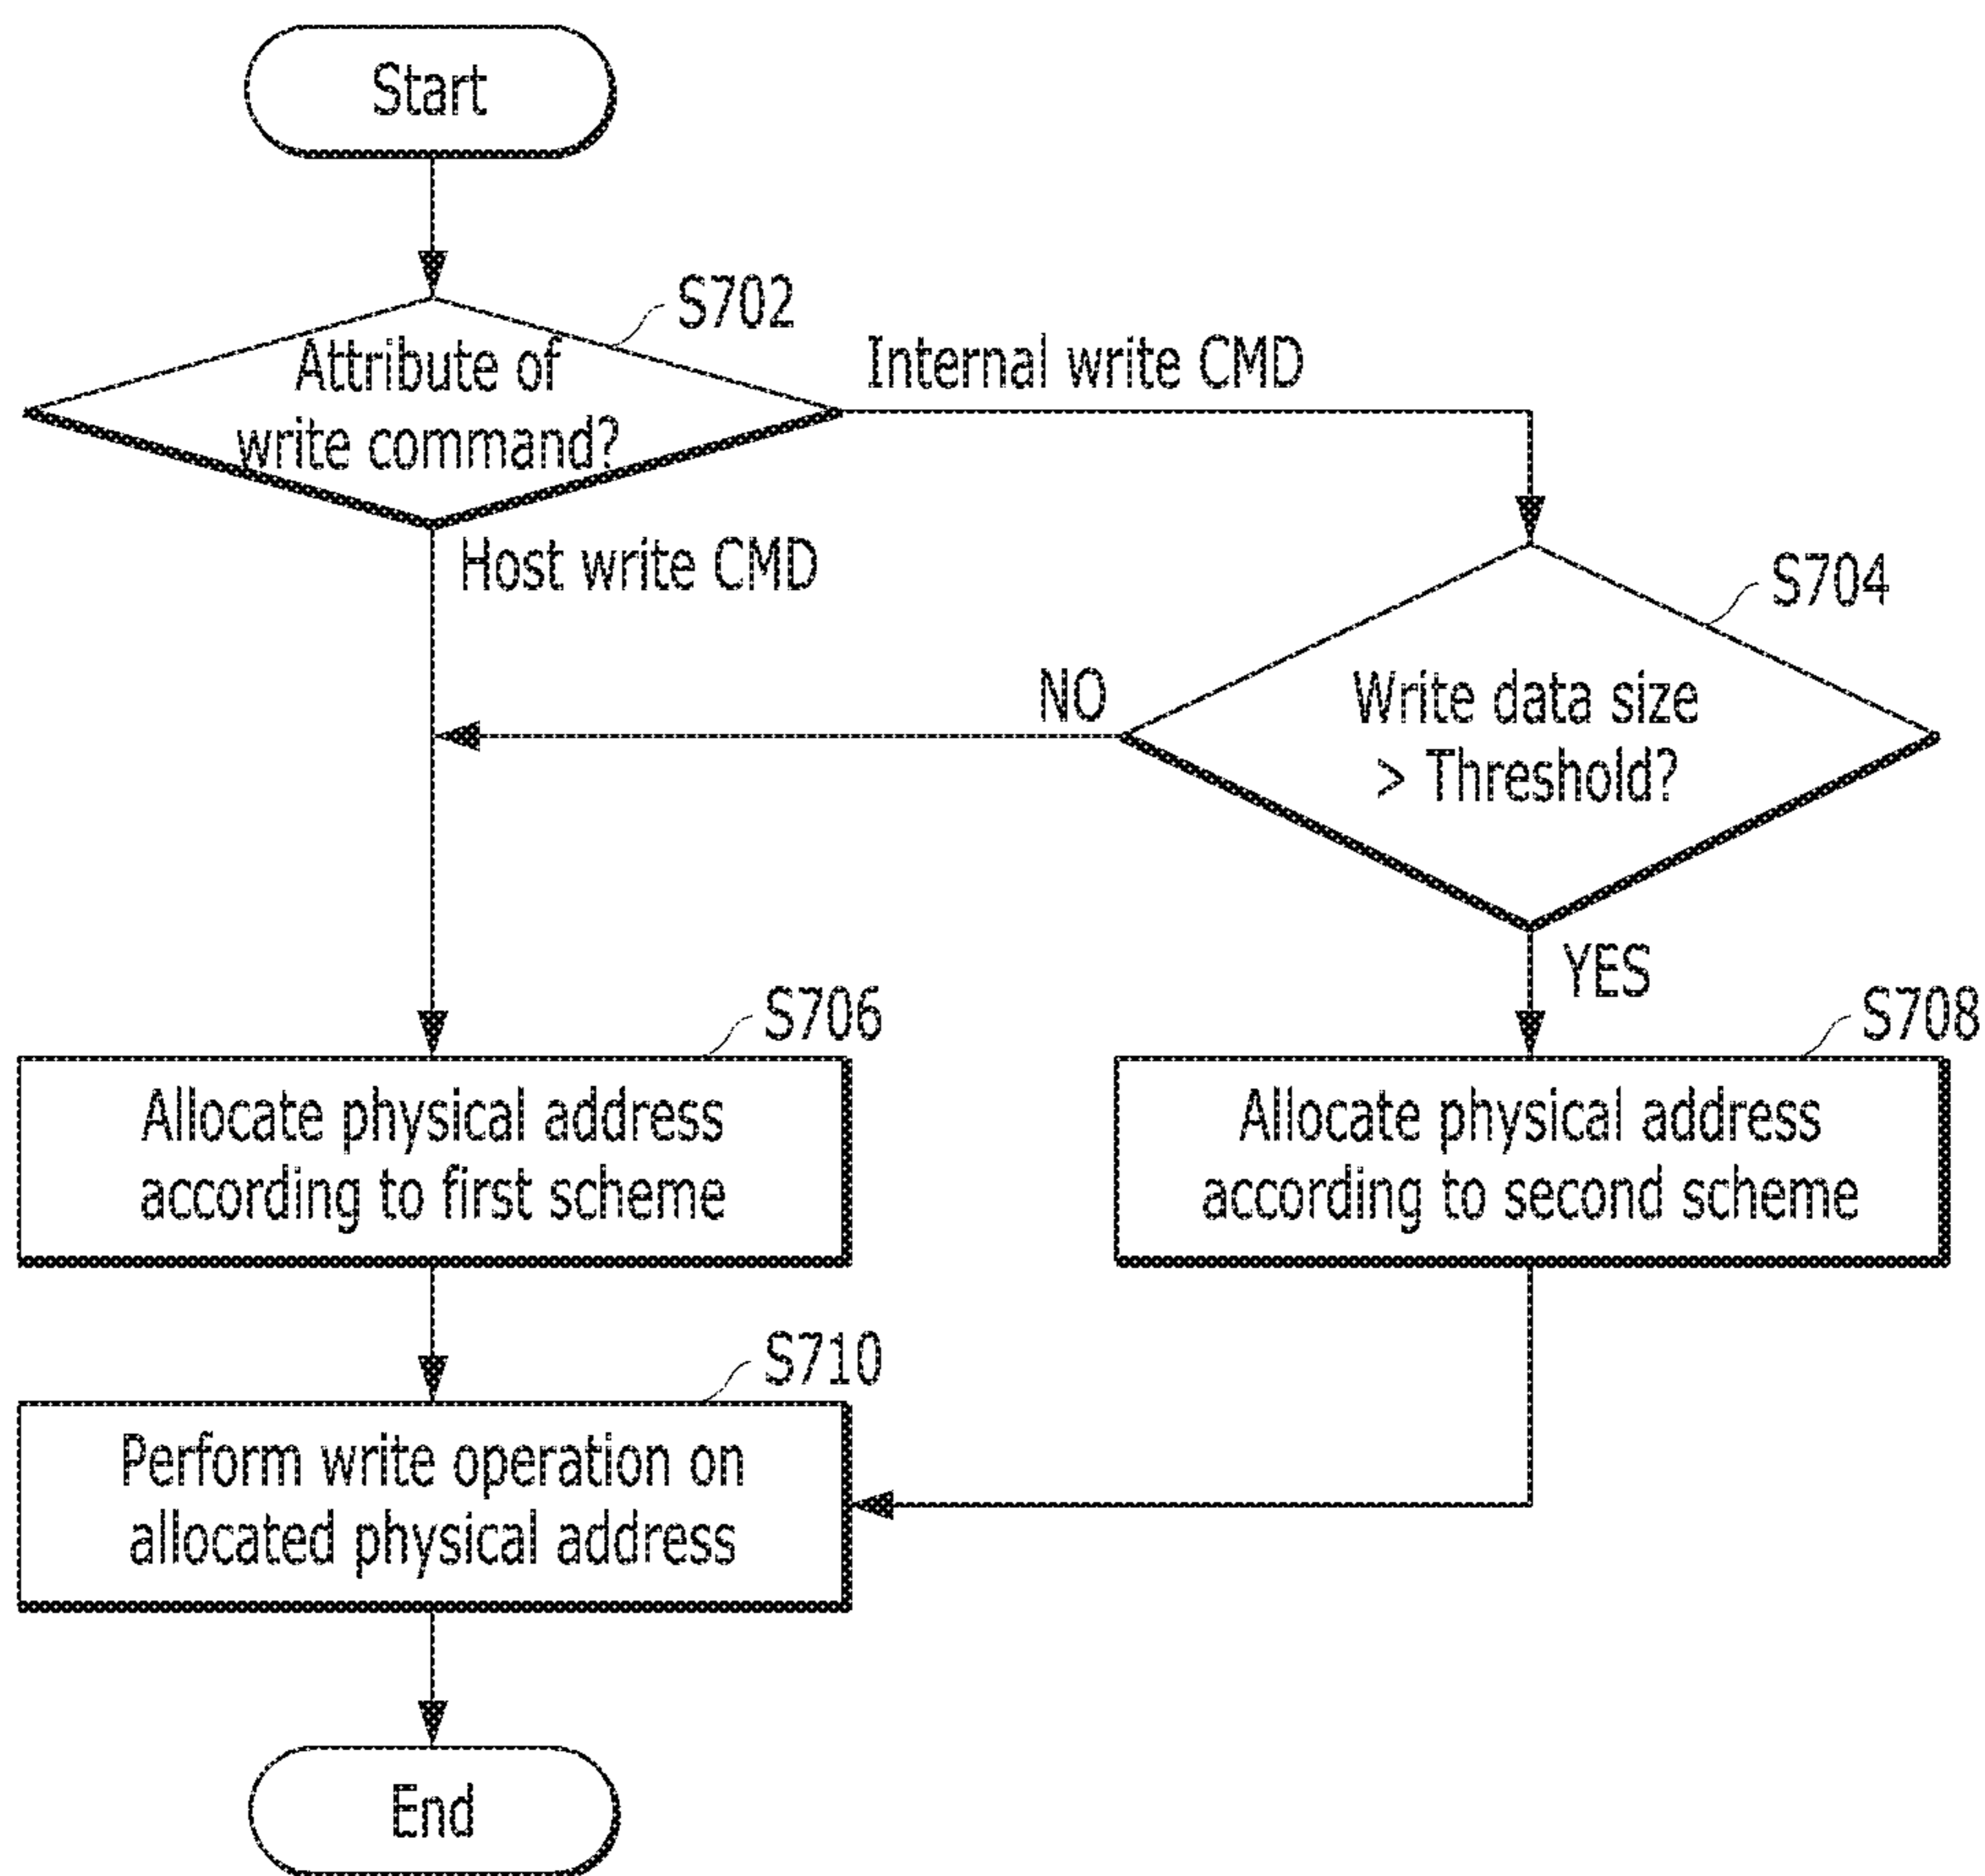 Start
S702
Attribute of
write command?
Internal write CMD
Host write CMD
S704
Write data size
> Threshold?
NO
YES
S706
Allocate physical address
according to first scheme
S708
Allocate physical address
according to second scheme
S710
Perform write operation on
allocated physical address
End